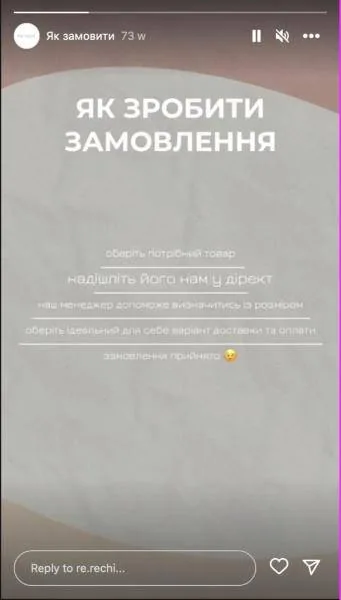 Як замовити 73 w
ЯК ЗРОБИТИ
ЗАМОВЛЕННЯ
оберіть потрібний товар
надішліть його нам у дірект
наш менеджер допоможе визначитись із розміром
оберіть ідеальний для себе варіант доставки та оплати
замовлення прийнято 😉
Reply to re.rechi...